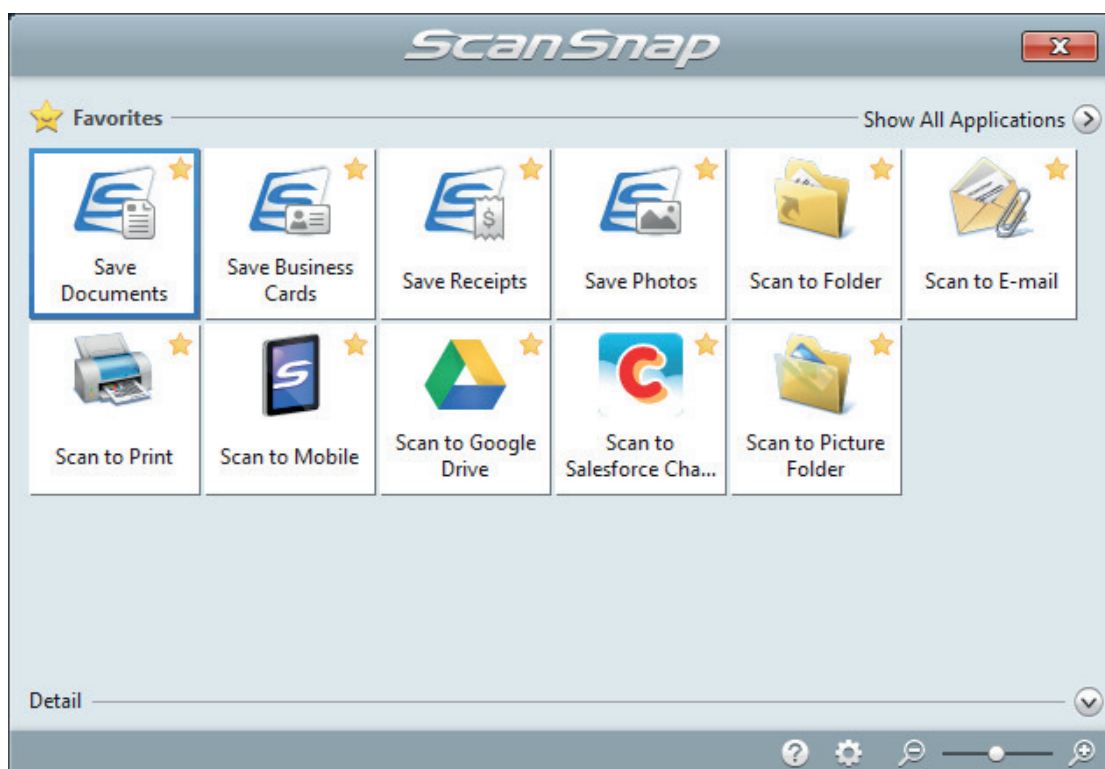 ScanSnap
Favorites
Show All Applications
Save
Documents
Save Business
Cards
Save Receipts
Save Photos
Scan to Folder
Scan to E-mail
Scan to Print
Scan to Mobile
Scan to Google
Drive
Scan to
Salesforce Cha...
Scan to Picture
Folder
Detail